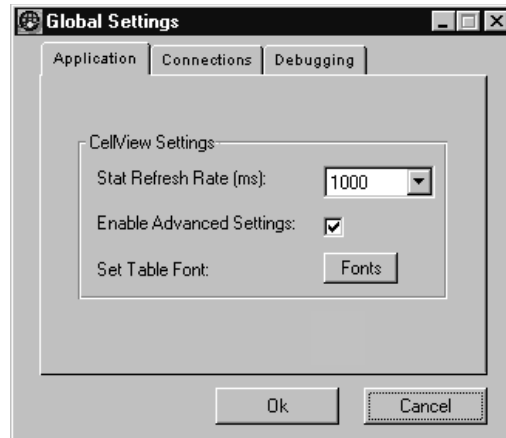 Global Settings
Application Connections Debugging
CellView Settings
Stat Refresh Rate (ms): 1000
Enable Advanced Settings:
Set Table Font: Fonts
Ok Cancel